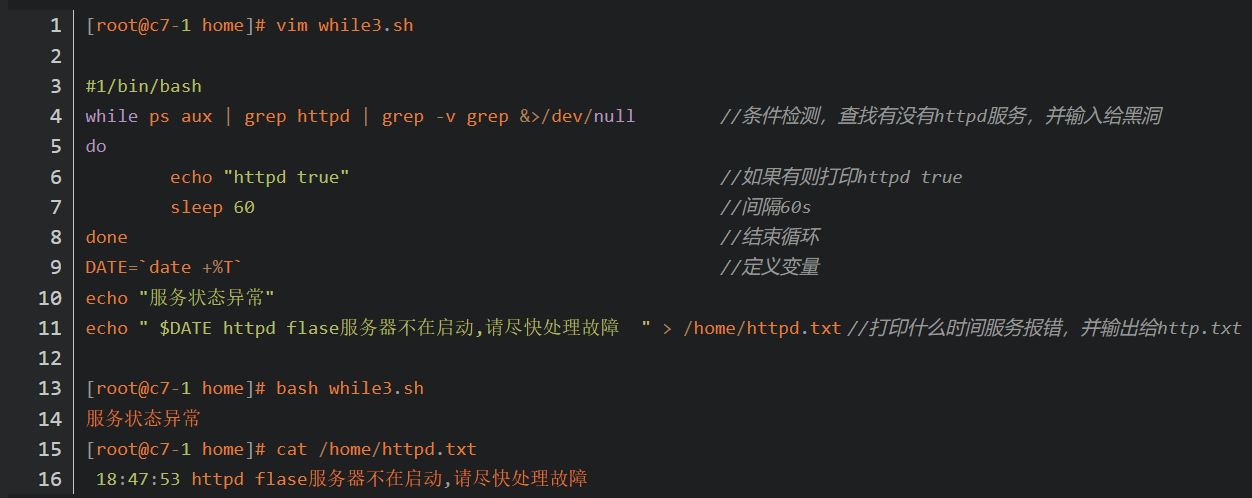 1 [root@c7-1 home]# vim while3.sh
2
3 #1/bin/bash
4 while ps aux | grep httpd | grep -v grep &>/dev/null //条件检测，查找有没有httpd服务，并输入给黑洞
5 do
6 echo "httpd true" //如果有则打印httpd true
7 sleep 60 //间隔60s
8 done //结束循环
9 DATE=`date +%T` //定义变量
10 echo "服务状态异常"
11 echo " $DATE httpd flase服务器不在启动,请尽快处理故障  " > /home/httpd.txt //打印什么时间服务报错，并输出给http.txt
12
13 [root@c7-1 home]# bash while3.sh
14 服务状态异常
15 [root@c7-1 home]# cat /home/httpd.txt
16 18:47:53 httpd flase服务器不在启动,请尽快处理故障